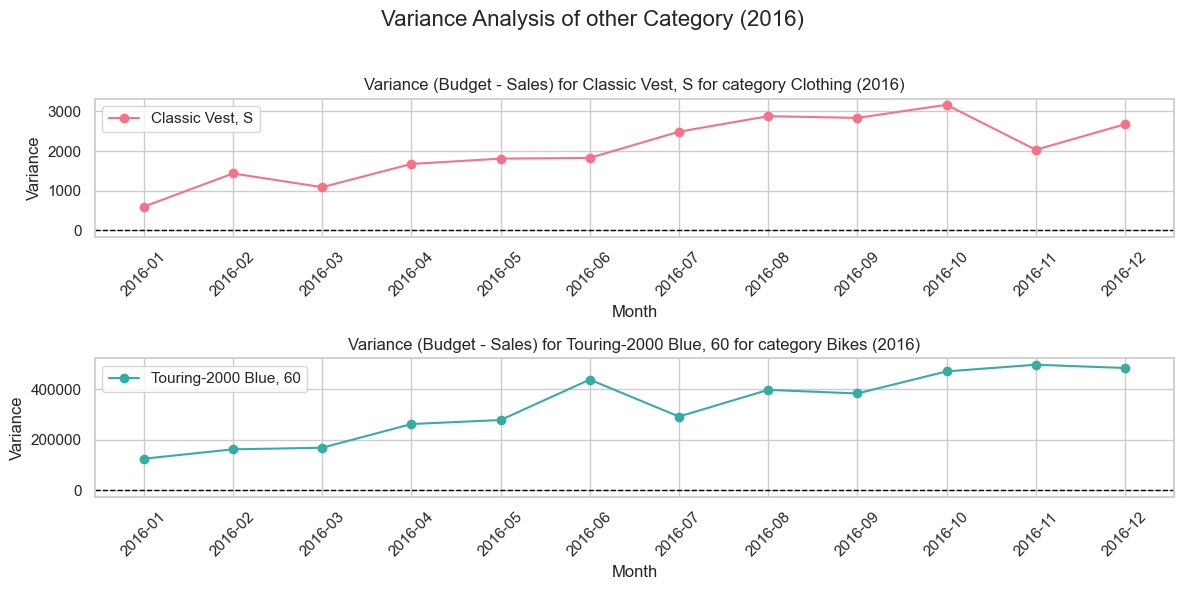 Variance Analysis of other Category (2016)
Variance (Budget - Sales) for Classic Vest, S for category Clothing (2016)
Classic Vest, S
Variance
3000
2000
1000
0
2016-01 2016-02 2016-03 2016-04 2016-05 2016-06 2016-07 2016-08 2016-09 2016-10 2016-11 2016-12
Month
Variance (Budget - Sales) for Touring-2000 Blue, 60 for category Bikes (2016)
Touring-2000 Blue, 60
Variance
400000
200000
0
2016-01 2016-02 2016-03 2016-04 2016-05 2016-06 2016-07 2016-08 2016-09 2016-10 2016-11 2016-12
Month